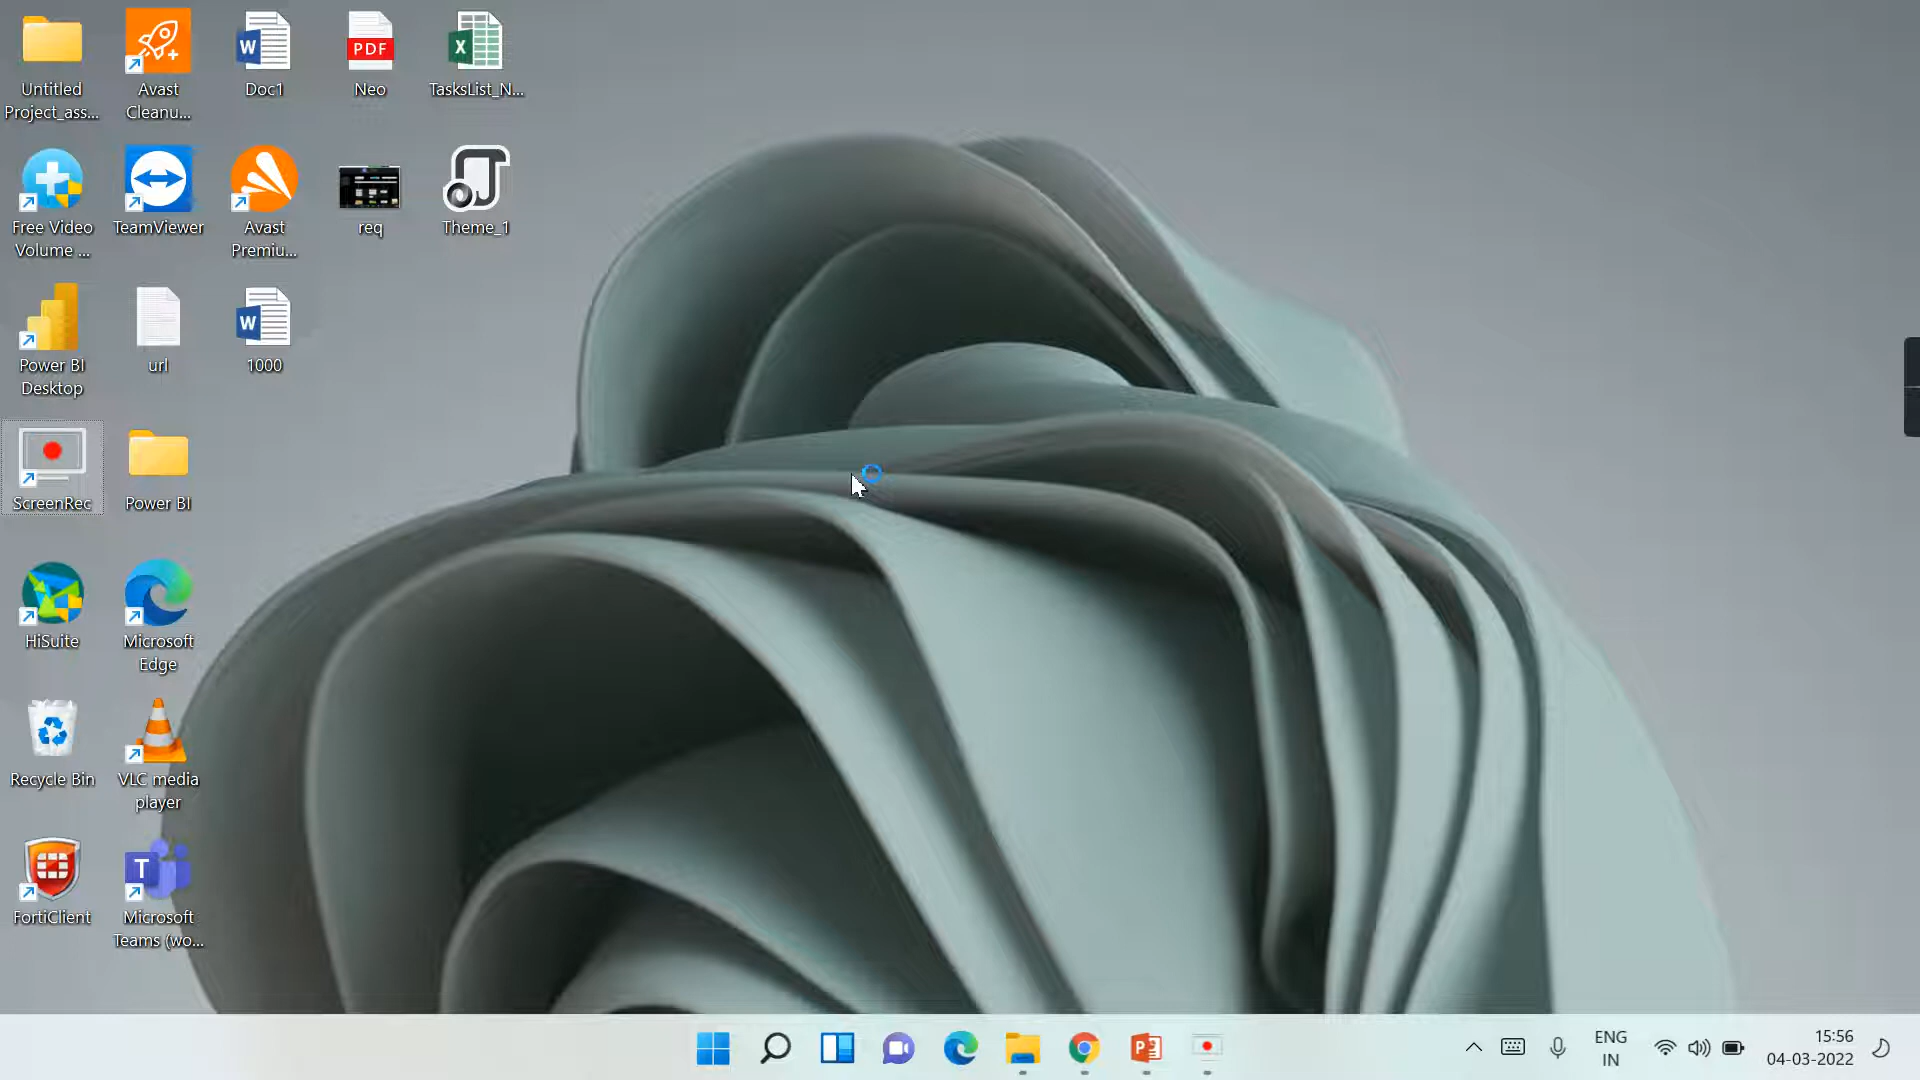 Untitled
Project_ass...
Avast
Cleanu...
Doc1
PDF
Neo
TasksList_N...
Free Video
Volume ...
TeamViewer
Avast
Premiu...
req
Theme_1
Power BI
Desktop
url
1000
ScreenRec
Power BI
HiSuite
Microsoft
Edge
Recycle Bin
VLC media
player
FortiClient
Microsoft
Teams (wo...
ENG
IN
15:56
04-03-2022